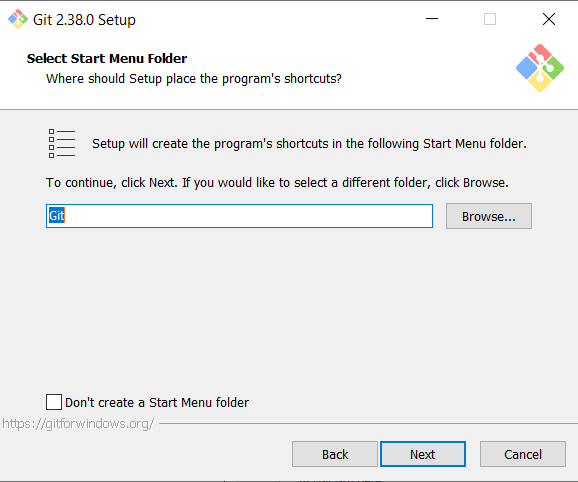 Git 2.38.0 Setup
Select Start Menu Folder
Where should Setup place the program's shortcuts?
Setup will create the program's shortcuts in the following Start Menu folder.
To continue, click Next. If you would like to select a different folder, click Browse.
Git
Browse...
Don't create a Start Menu folder
https://gitforwindows.org/
Back
Next
Cancel